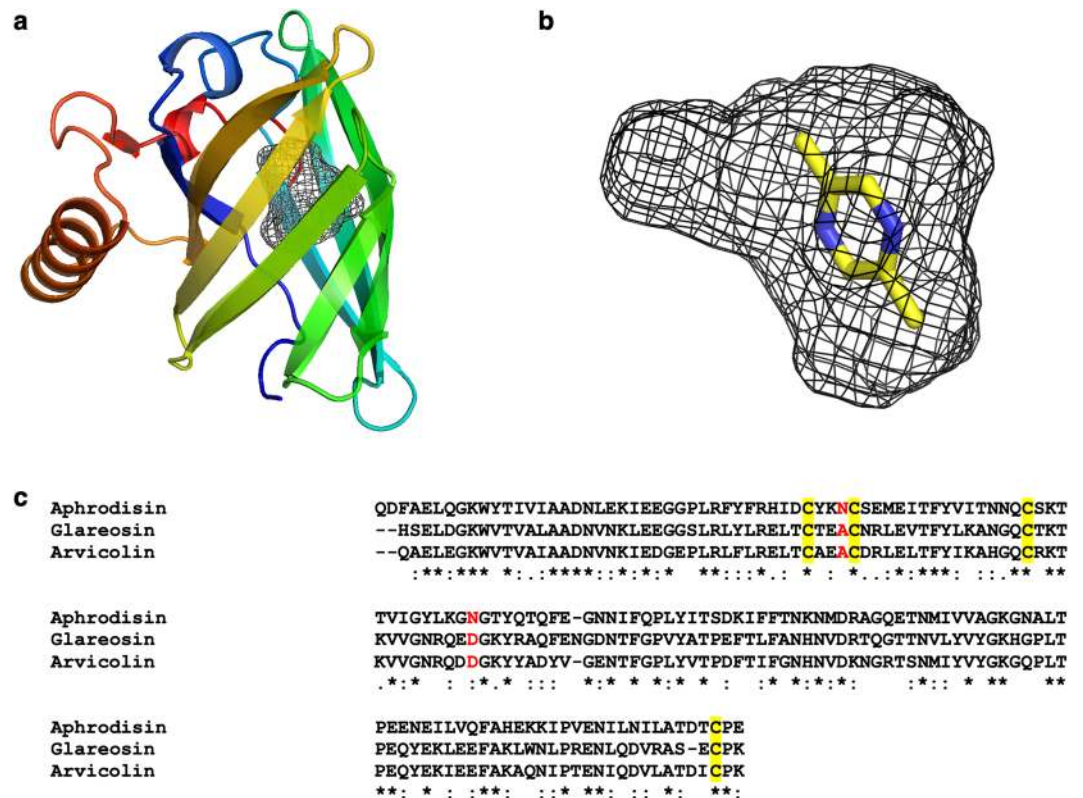 a
b
c
Aphrodisin QDFAELQGKWYTIVIAADNLEKIEEGGPLRFYFRHIDCYKNCSEMEITFYVITNNQCSKT
Glareosin --HSELDGKWVTVALAADNVNKIEEGGSLRLYLRELTCTEACNRLEVTFYLKANGQCTKT
Arvicolin --QAELEGKWVTVAIAADNVNKIEDGEPLRLFLRELTCAEACDRLELTFYIKAHGQCRKT
:**:*** *:.:****::***:* **:::*.: * : *..:*:***: :.** **
Aphrodisin TVIGYLKGNGTYQTQFE-GNNIFQPLYITSDKIFFTNKNMDRAGQETNMIVVAGKGNALT
Glareosin KVVGNRQEDGKYRAQFENGDNTFGPVYATPEFTLFANHNVDRTQGTTNVLYVYGKHGPLT
Arvicolin KVVGNRQDDGKYYADYV-GENTFGPLYVTPDFTIFGNHNVDKNGRTSNMIYVYGKGQPLT
.*:* : :*.* ::: *:* * *:* *.: :* *:*:*: :*:: * ** **
Aphrodisin PEENEILVQFAHEKKIPVENILNILATDTCPE
Glareosin PEQYEKLEEFAKLWNLPRENLQDVRAS-ECPK
Arvicolin PEQYEKIEEFAKAQNIPTENIQDVLATDICPK
**: * : :**: ::* **: :: *: **: